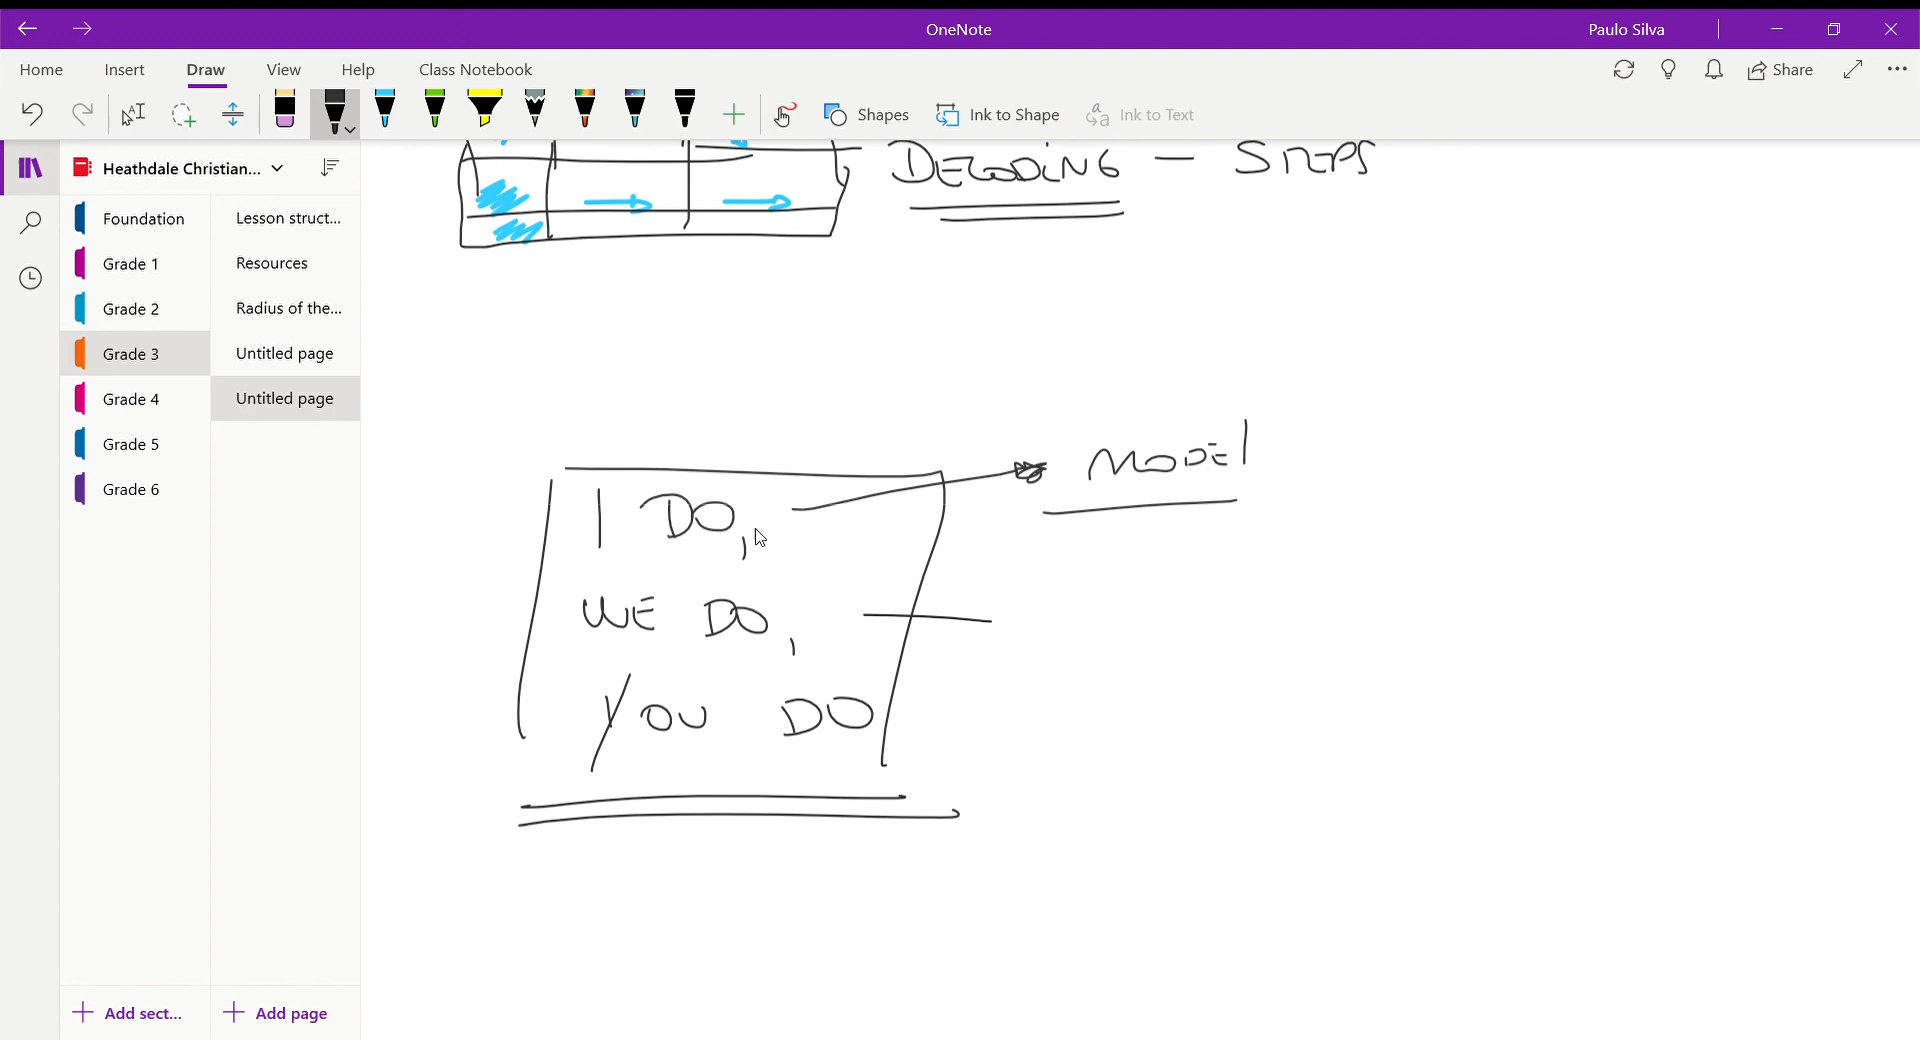 OneNote
Paulo Silva
Home Insert Draw View Help Class Notebook
Share
Shapes Ink to Shape Ink to Text
Heathdale Christian...
Foundation
Grade 1
Grade 2
Grade 3
Grade 4
Grade 5
Grade 6
Lesson struct...
Resources
Radius of the...
Untitled page
Untitled page
DECODING — STEPS
MODEl
I DO,
WE DO,
YOU DO
Add sect...
Add page